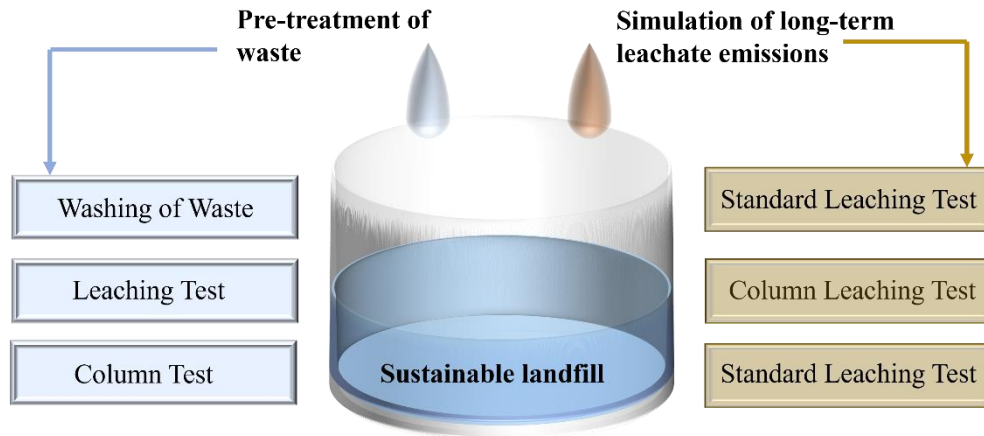 Pre-treatment of
waste
Simulation of long-term
leachate emissions
Washing of Waste
Leaching Test
Column Test
Sustainable landfill
Standard Leaching Test
Column Leaching Test
Standard Leaching Test